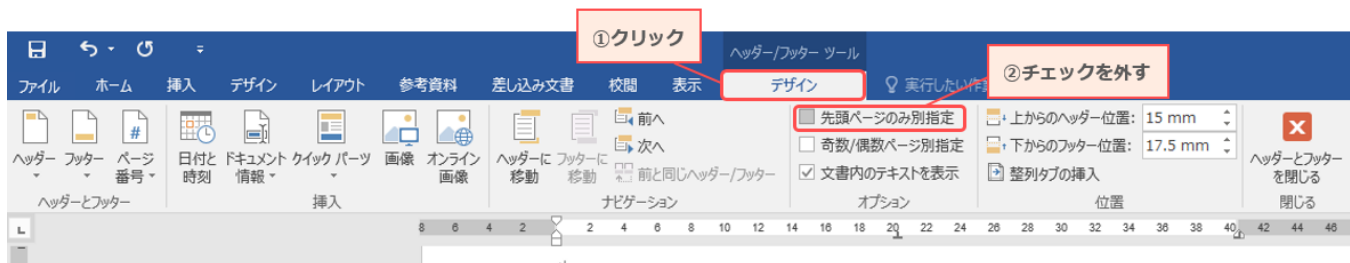 ①クリック
ヘッダー/フッター ツール
②チェックを外す
ファイル ホーム 挿入 デザイン レイアウト 参考資料 差し込み文書 校閲 表示 デザイン 実行したい作
ヘッダー フッター ページ番号 日付と時刻 ドキュメント情報 クイック パーツ 画像 オンライン画像 ヘッダーに移動 フッターに移動
前へ
次へ
前と同じヘッダー/フッター
先頭ページのみ別指定
奇数/偶数ページ別指定
文書内のテキストを表示
上からのヘッダー位置: 15 mm
下からのフッター位置: 17.5 mm
整列タブの挿入
ヘッダーとフッターを閉じる
ヘッダーとフッター 挿入 ナビゲーション オプション 位置 閉じる
8 6 4 2 2 4 6 8 10 12 14 16 18 20 22 24 26 28 30 32 34 36 38 40 42 44 46